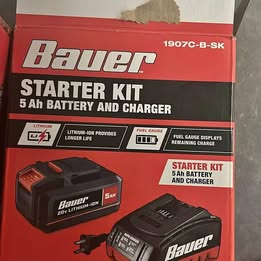 1907C-B-SK
Bauer
STARTER KIT
5 Ah BATTERY AND CHARGER
LITHIUM
LITHIUM-ION PROVIDES
LONGER LIFE
FUEL GAUGE
FUEL GAUGE DISPLAYS
REMAINING CHARGE
STARTER KIT
5 Ah BATTERY
AND CHARGER
Bauer
5AH
20V LITHIUM-ION
Bauer